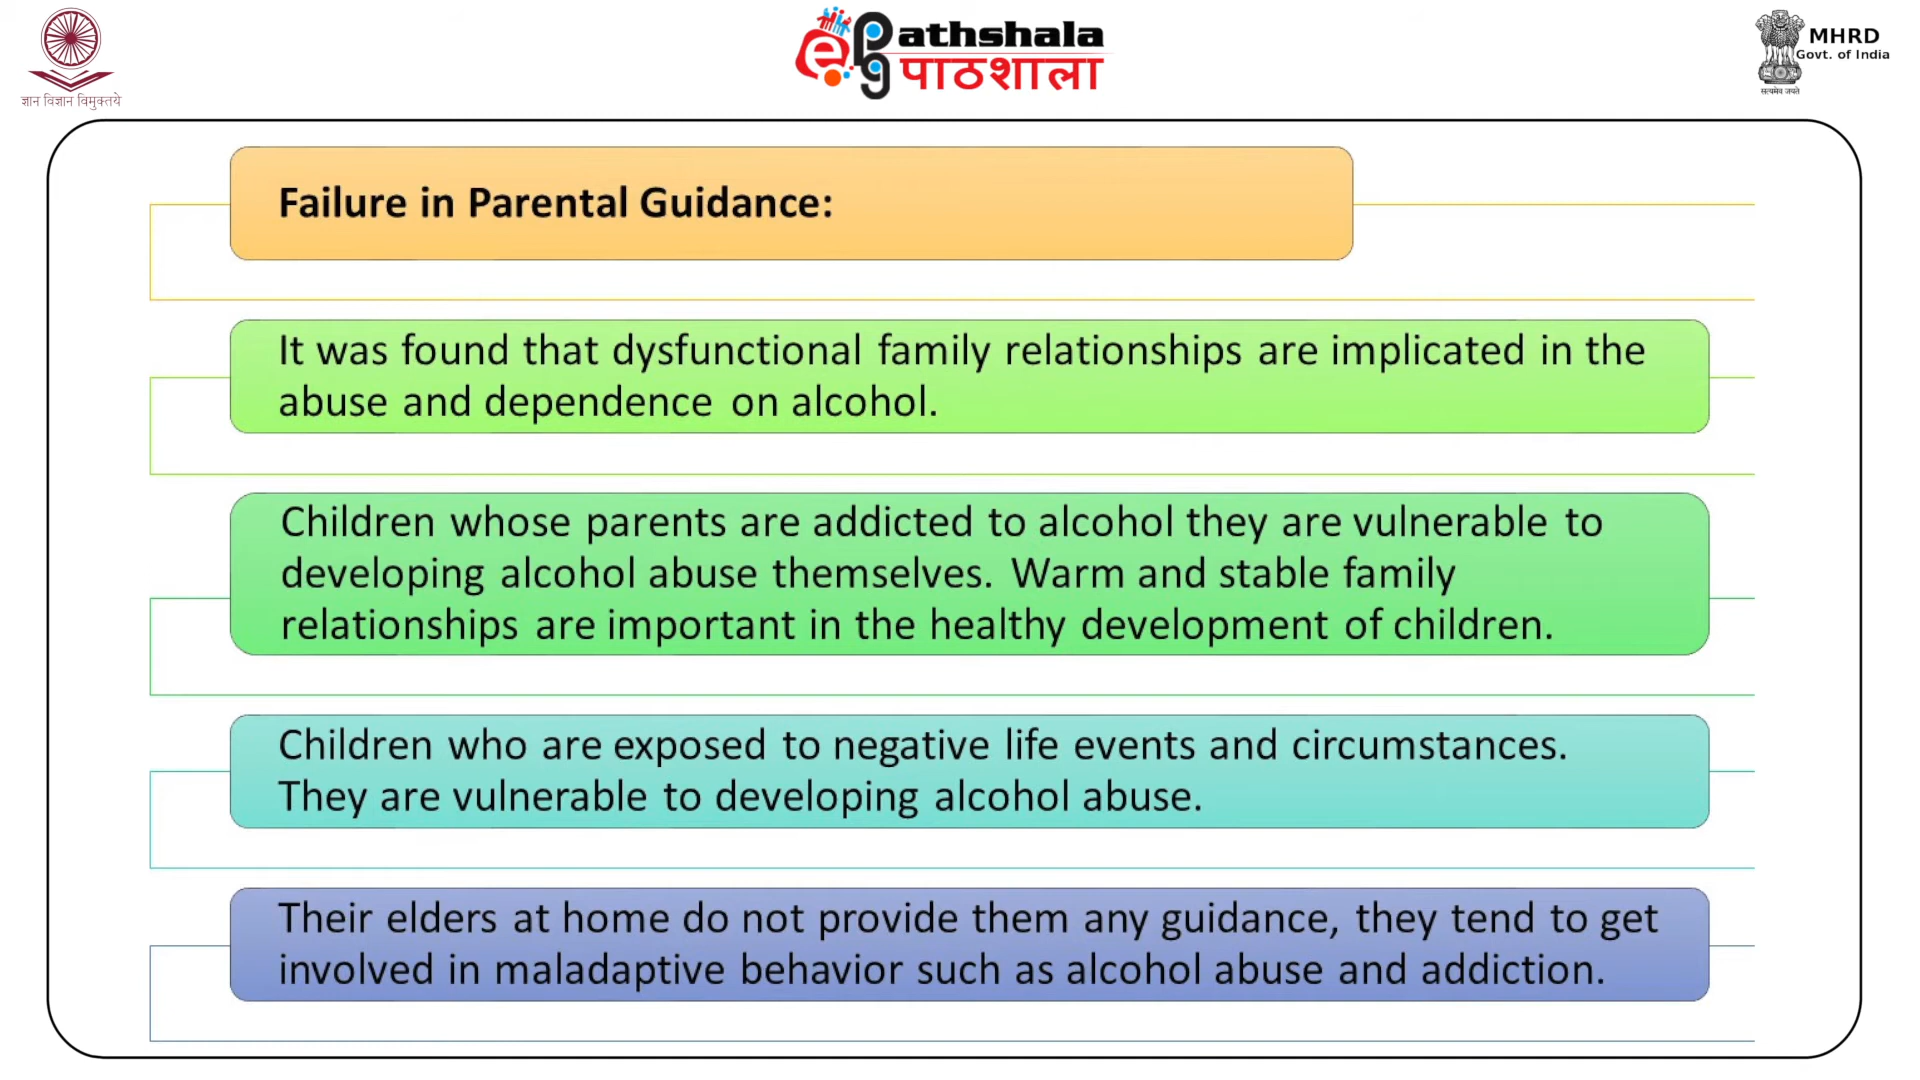 ज्ञान विज्ञान विमुक्तये
ePG Pathshala
पाठशाला
MHRD
Govt. of India
सत्यमेव जयते
Failure in Parental Guidance:
It was found that dysfunctional family relationships are implicated in the
abuse and dependence on alcohol.
Children whose parents are addicted to alcohol they are vulnerable to
developing alcohol abuse themselves. Warm and stable family
relationships are important in the healthy development of children.
Children who are exposed to negative life events and circumstances.
They are vulnerable to developing alcohol abuse.
Their elders at home do not provide them any guidance, they tend to get
involved in maladaptive behavior such as alcohol abuse and addiction.